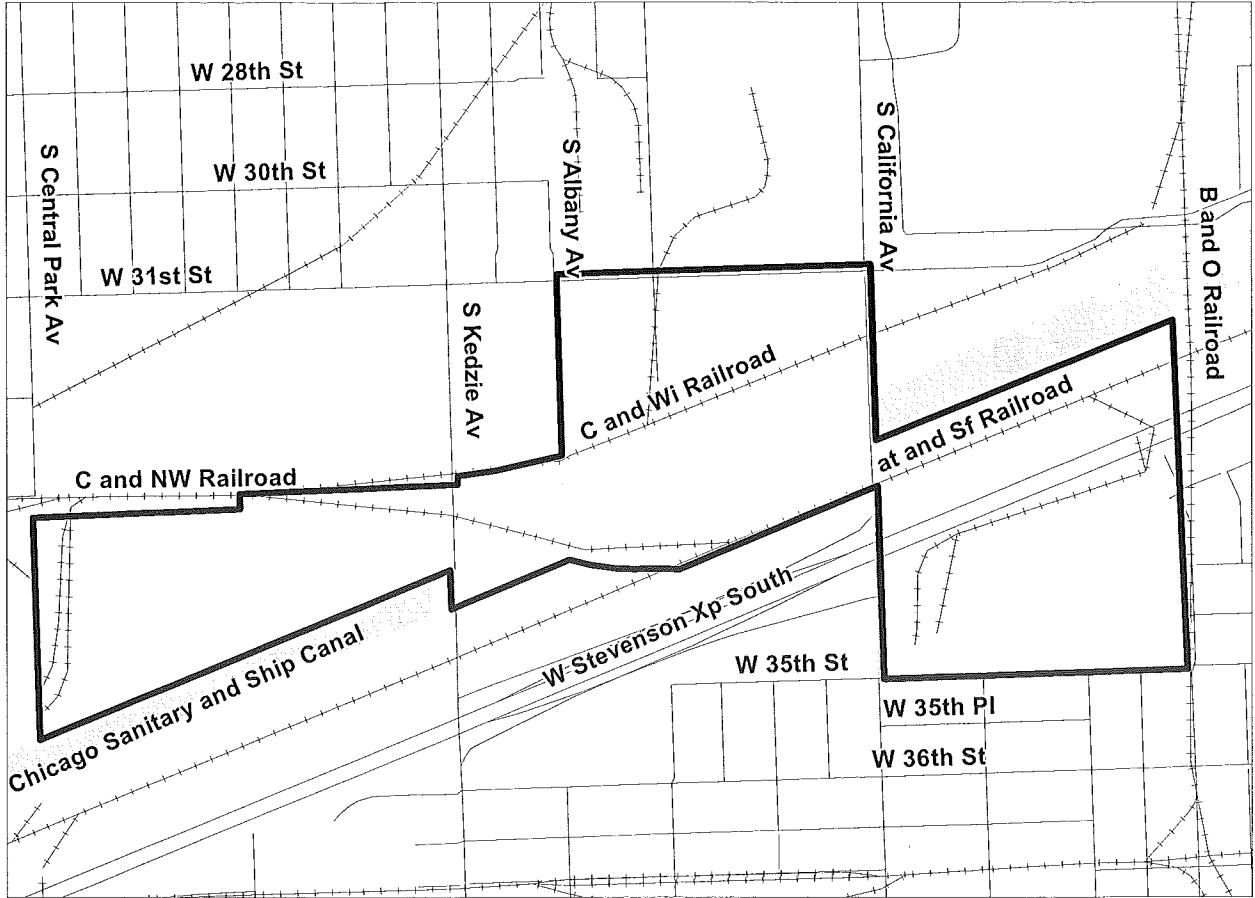 W 28th St
W 30th St
W 31st St
S Central Park Av
S Albany Av
S California Av
B and O Railroad
S Kedzie Av
C and Wi Railroad
at and Sf Railroad
C and NW Railroad
Chicago Sanitary and Ship Canal
W Stevenson Xp South
W 35th St
W 35th Pl
W 36th St